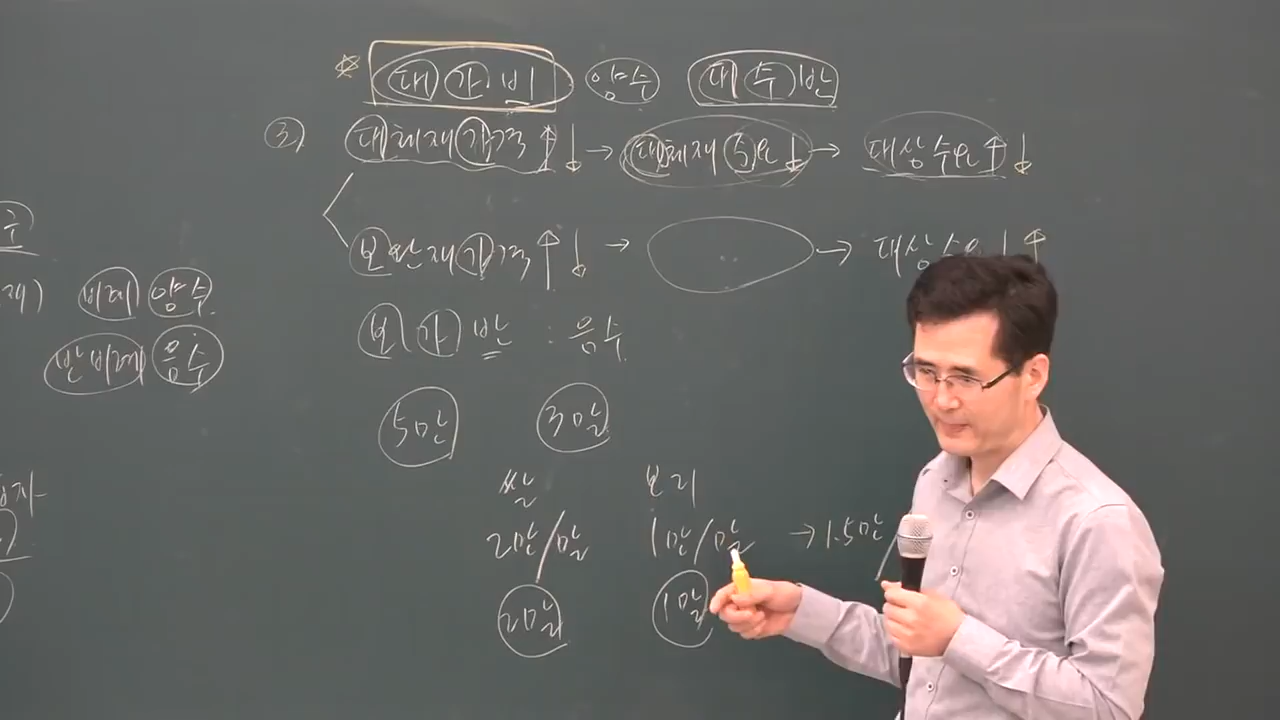 ☆ 대가비 양수 대수반
③ 대체재가격 ↑ ↓ → 대체재수요 ↓ → 대상수요 ↑ ↓
보완재가격 ↑ ↓ → → 대상수요 ↓ ↑
비례 양수
보가반 : 음수
반비례 음수
5만 3말
쌀 보리
2만/말 1만/말 → 1.5만
2말 1말